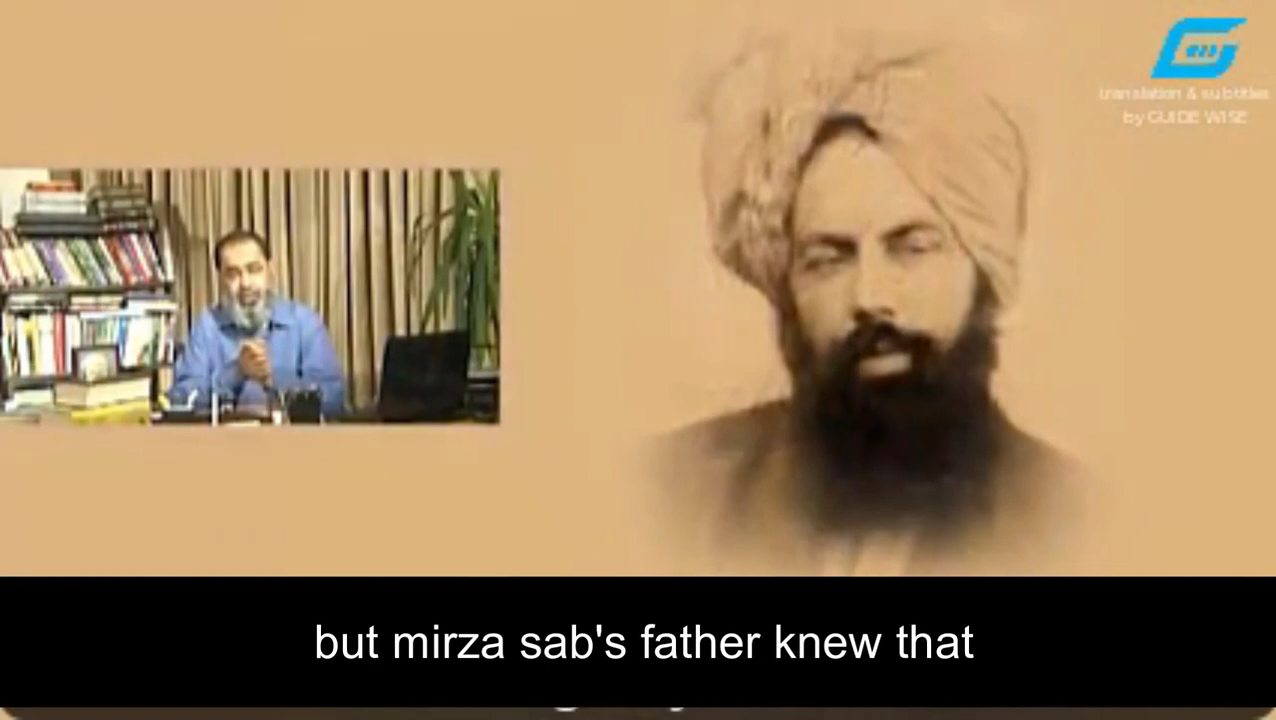 translation & subtitles
by GUIDE WISE
but mirza sab's father knew that